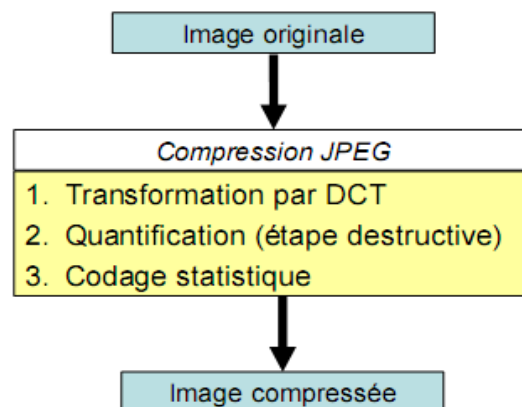 Image originale
Compression JPEG
1. Transformation par DCT
2. Quantification (étape destructive)
3. Codage statistique
Image compressée